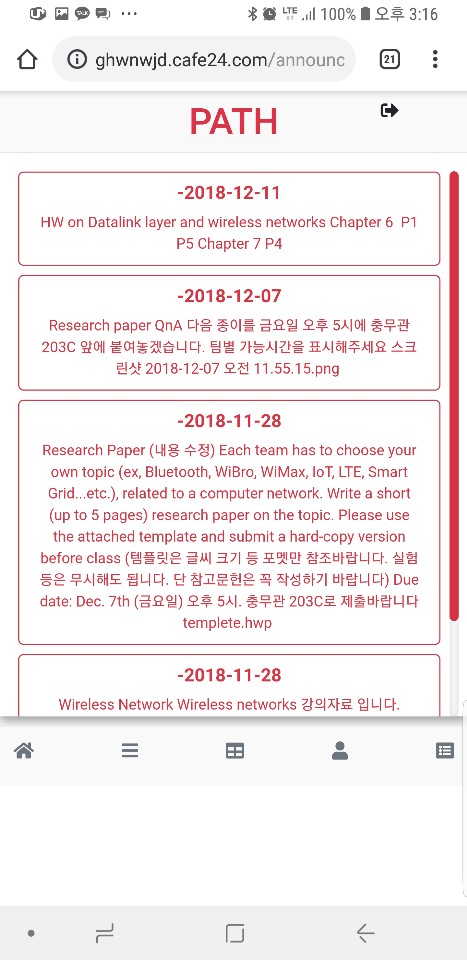 LTE 100% 오후 3:16
ghwnwjd.cafe24.com/announc 21
PATH
-2018-12-11
HW on Datalink layer and wireless networks Chapter 6 P1
P5 Chapter 7 P4
-2018-12-07
Research paper QnA 다음 종이를 금요일 오후 5시에 충무관
203C 앞에 붙여놓겠습니다. 팀별 가능시간을 표시해주세요 스크
린샷 2018-12-07 오전 11.55.15.png
-2018-11-28
Research Paper (내용 수정) Each team has to choose your
own topic (ex, Bluetooth, WiBro, WiMax, IoT, LTE, Smart
Grid...etc.), related to a computer network. Write a short
(up to 5 pages) research paper on the topic. Please use
the attached template and submit a hard-copy version
before class (템플릿은 글씨 크기 등 포멧만 참조바랍니다. 실험
등은 무시해도 됩니다. 단 참고문헌은 꼭 작성하기 바랍니다) Due
date: Dec. 7th (금요일) 오후 5시. 충무관 203C로 제출바랍니다
templete.hwp
-2018-11-28
Wireless Network Wireless networks 강의자료 입니다.